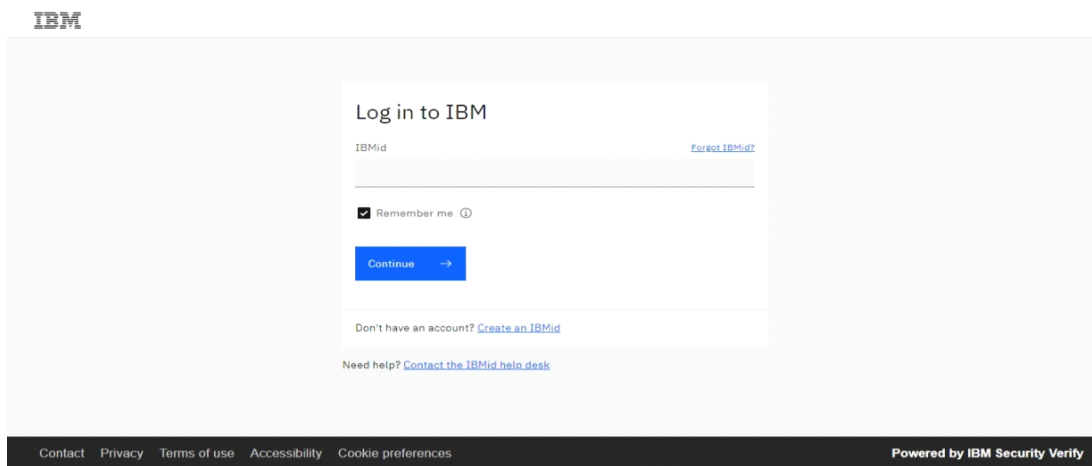 IBM
Log in to IBM
IBMid Forgot IBMid?
Remember me
Continue
Don't have an account? Create an IBMid
Need help? Contact the IBMid help desk
Contact Privacy Terms of use Accessibility Cookie preferences Powered by IBM Security Verify